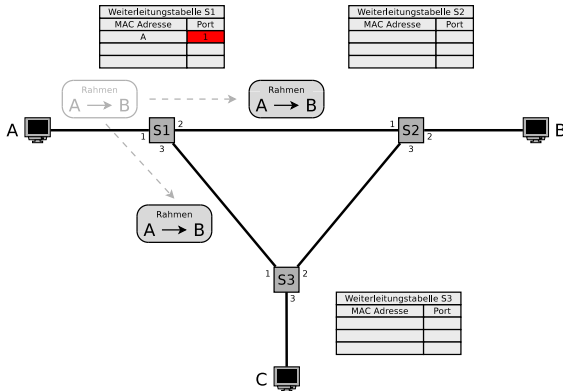 Weiterleitungstabelle S1
MAC Adresse Port
A 1
Weiterleitungstabelle S2
MAC Adresse Port
Rahmen
A B
Rahmen
A B
A
1
S1
2
3
1
S2
2
3
B
Rahmen
A B
1
S3
2
3
Weiterleitungstabelle S3
MAC Adresse Port
C